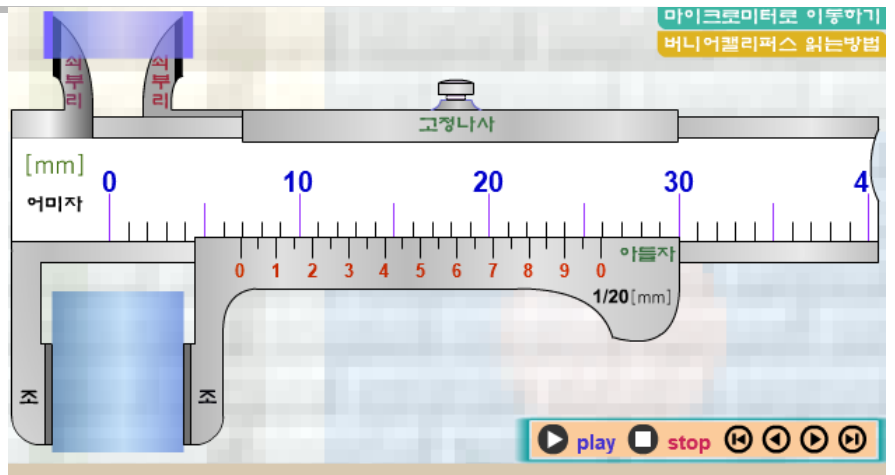 마이크로미터로 이동하기
버니어캘리퍼스 읽는방법
쇠부리
쇠부리
고정나사
[mm]
어미자
0 10 20 30 4
0 1 2 3 4 5 6 7 8 9 0
아들자
1/20[mm]
조
조
play stop